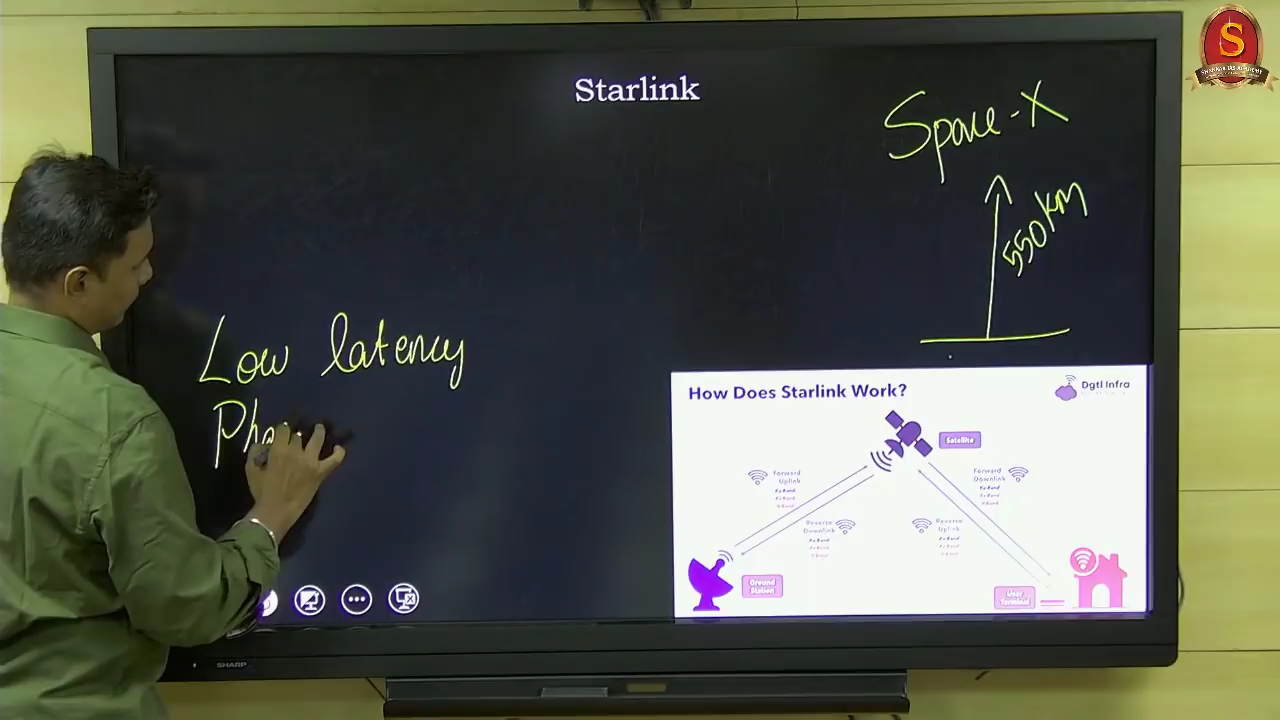 Starlink
Space-X
550 km
Low latency
How Does Starlink Work?
Dgtl Infra
Satellite
Forward
Uplink
Forward
Downlink
Reverse
Downlink
Reverse
Uplink
Ground
Station
User
Terminal
SHARP
S